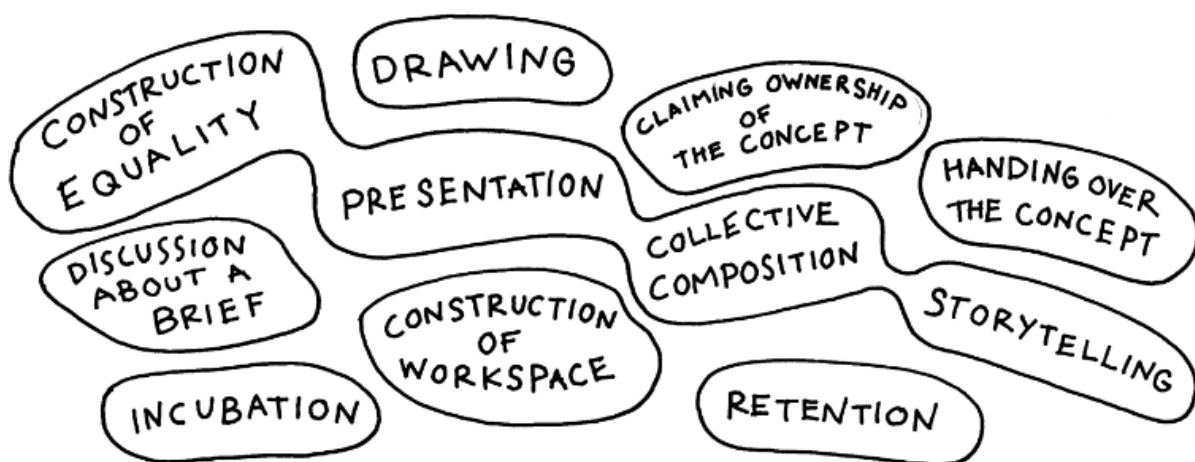 CONSTRUCTION
OF
EQUALITY
DRAWING
CLAIMING OWNERSHIP
OF
THE CONCEPT
HANDING OVER
THE CONCEPT
PRESENTATION
COLLECTIVE
COMPOSITION
STORYTELLING
DISCUSSION
ABOUT A
BRIEF
CONSTRUCTION
OF
WORKSPACE
INCUBATION
RETENTION